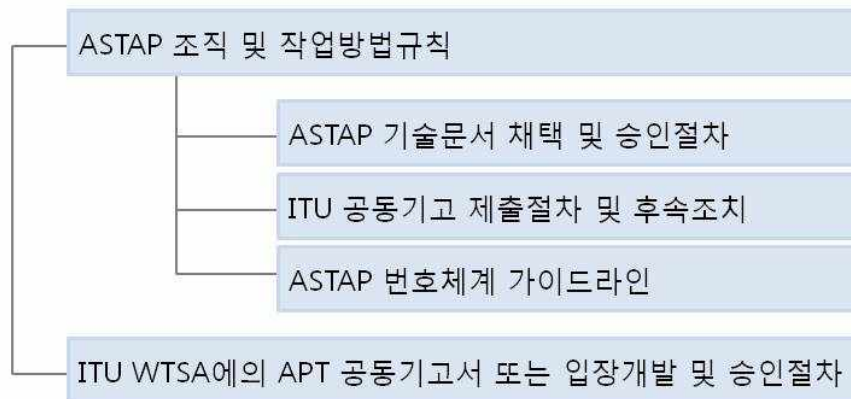 ASTAP 조직 및 작업방법규칙
ASTAP 기술문서 채택 및 승인절차
ITU 공동기고 제출절차 및 후속조치
ASTAP 번호체계 가이드라인
ITU WTSA에의 APT 공동기고서 또는 입장개발 및 승인절차